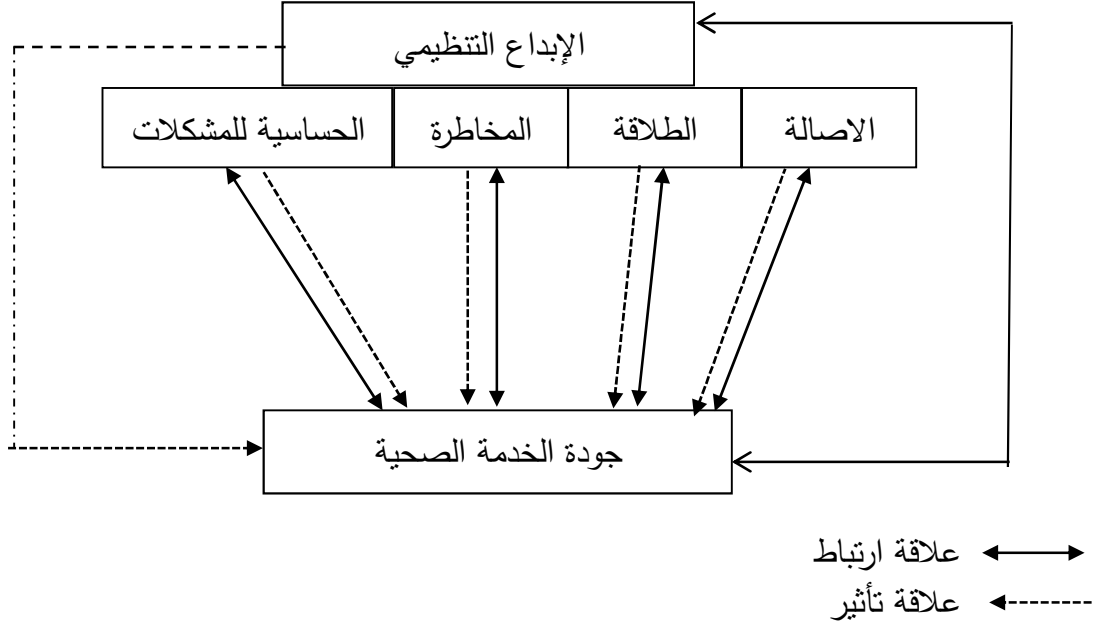 الإبداع التنظيمي
الاصالة
الطلاقة
المخاطرة
الحساسية للمشكلات
جودة الخدمة الصحية
علاقة ارتباط
علاقة تأثير